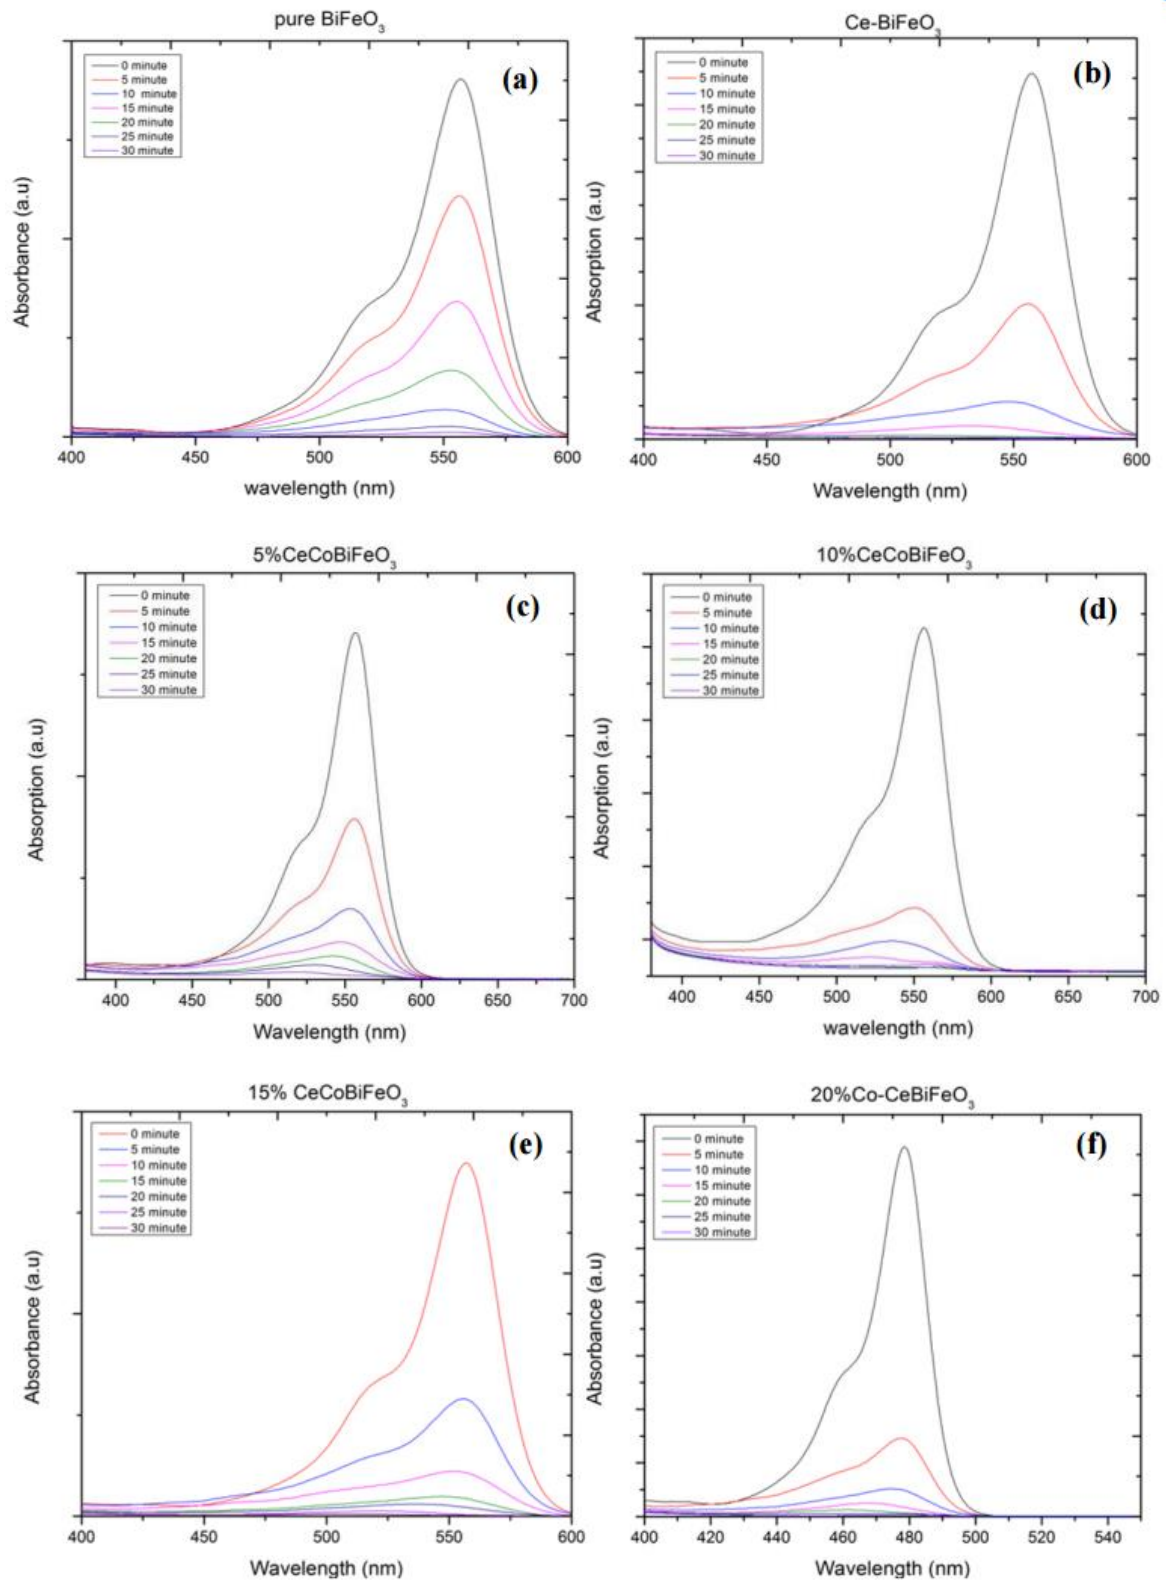 pure BiFeO3
0 minute
5 minute
10 minute
15 minute
20 minute
25 minute
30 minute
(a)
Asorbance (a.u)
400 450 500 550 600
wavelength (nm)
Ce-BiFeO3
0 minute
5 minute
10 minute
15 minute
20 minute
25 minute
30 minute
(b)
Absorption (a.u)
400 450 500 550 600
Wavelength (nm)
5%CeCoBiFeO3
0 minute
5 minute
10 minute
15 minute
20 minute
25 minute
30 minute
(c)
Absorption (a.u)
400 450 500 550 600 650 700
Wavelength (nm)
10%CeCoBiFeO3
0 minute
5 minute
10 minute
15 minute
20 minute
25 minute
30 minute
(d)
Absorption (a.u)
400 450 500 550 600 650 700
wavelength (nm)
15% CeCoBiFeO3
0 minute
5 minute
10 minute
15 minute
20 minute
25 minute
30 minute
(e)
Absorbance (a.u)
400 450 500 550 600
Wavelength (nm)
20%Co-CeBiFeO3
0 minute
5 minute
10 minute
15 minute
20 minute
25 minute
30 minute
(f)
Absorbance (a.u)
400 420 440 460 480 500 520 540
Wavelength (nm)